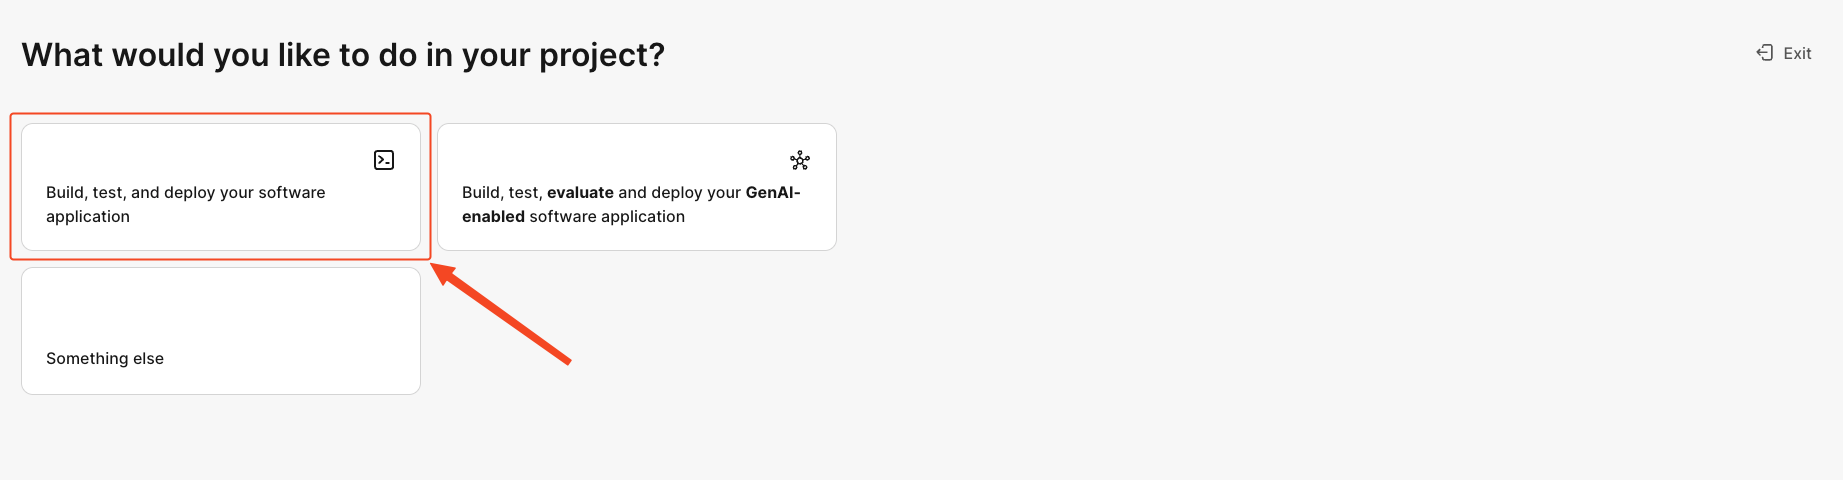 What would you like to do in your project?
Exit
Build, test, and deploy your software
application
Build, test, evaluate and deploy your GenAI-
enabled software application
Something else